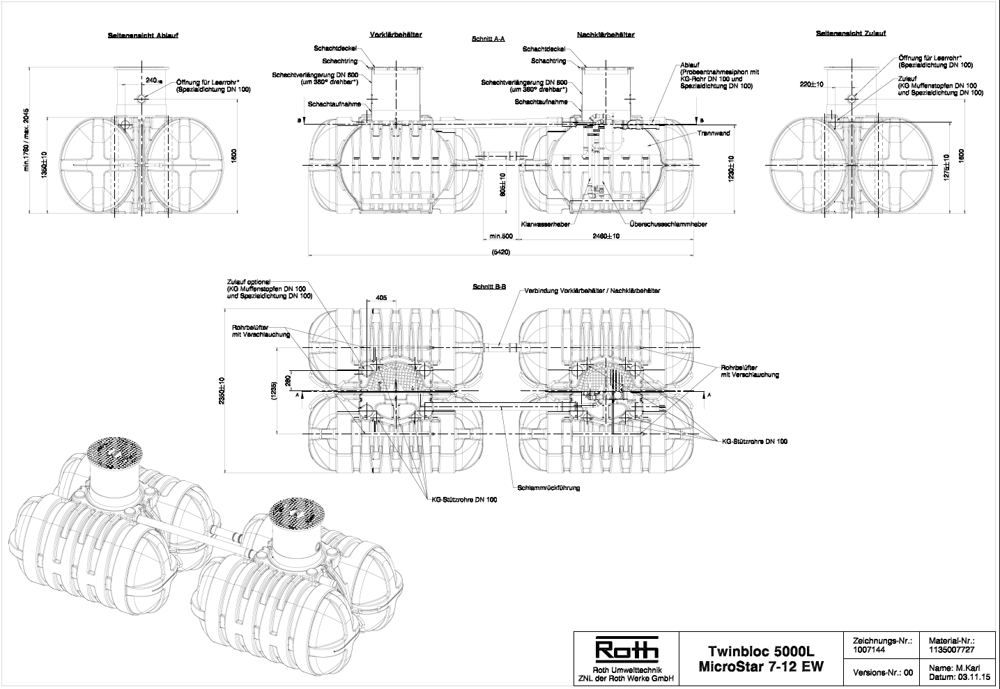 Seitenansicht Ablauf
Vorklärbehälter
Schnitt A-A
Nachklärbehälter
Seitenansicht Zulauf
Schachtdeckel
Schachtring
Schachtverlängerung DN 600
(um 360° drehbar*)
Schachtaufnahme
Schachtdeckel
Schachtring
Schachtverlängerung DN 600
(um 360° drehbar*)
Schachtaufnahme
Ablauf
(Probeentnahmesiphon mit
KG-Rohr DN 100 und
Spezialdichtung DN 100)
Trennwand
Öffnung für Leerrohr*
(Spezialdichtung DN 100)
240
Öffnung für Leerrohr*
(Spezialdichtung DN 100)
Zulauf
(KG Muffenstopfen DN 100
und Spezialdichtung DN 100)
220±10
min.1760 / max. 2045
1350±10
1600
B
B
805±10
1230±10
1275±10
1600
Klarwasserheber
Überschussschlammheber
min.500
2460±10
(5420)
Zulauf optional
(KG Muffenstopfen DN 100
und Spezialdichtung DN 100)
405
Schnitt B-B
Verbindung Vorklärbehälter / Nachklärbehälter
Rohrbelüfter
mit Verschlauchung
Rohrbelüfter
mit Verschlauchung
2350±10
(1235)
280
A
A
KG-Stützrohre DN 100
Schlammrückführung
KG-Stützrohre DN 100
Roth
Roth Umwelttechnik
ZNL der Roth Werke GmbH
Twinbloc 5000L
MicroStar 7-12 EW
Zeichnungs-Nr.:
1007144
Material-Nr.:
1135007727
Versions-Nr.: 00
Name: M.Karl
Datum: 03.11.15